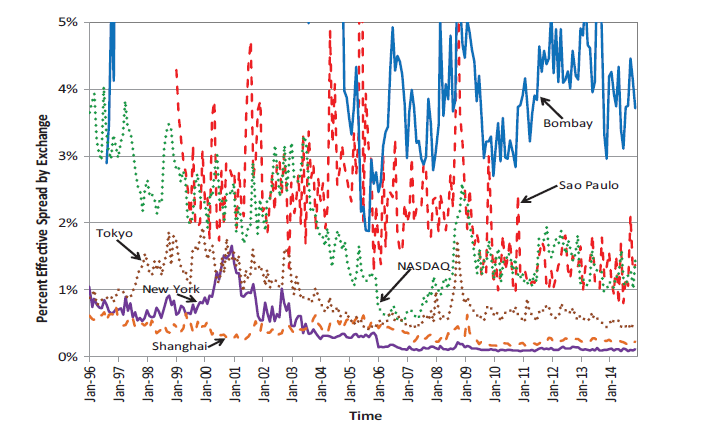 5%
4%
3%
2%
1%
0%
Percent Effective Spread by Exchange
Bombay
Sao Paulo
Tokyo
NASDAQ
New York
Shanghai
Jan-96
Jan-97
Jan-98
Jan-99
Jan-00
Jan-01
Jan-02
Jan-03
Jan-04
Jan-05
Jan-06
Jan-07
Jan-08
Jan-09
Jan-10
Jan-11
Jan-12
Jan-13
Jan-14
Time